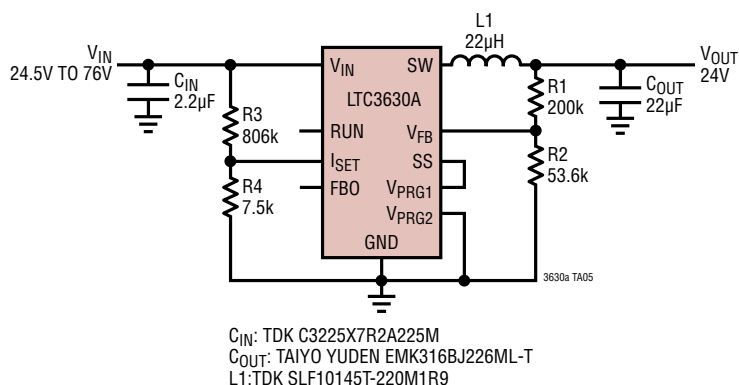 L1
22µH
VIN
24.5V TO 76V
VOUT
24V
CIN
2.2µF
VIN
SW
LTC3630A
R1
200k
COUT
22µF
R3
806k
RUN
VFB
ISET
SS
R2
53.6k
FBO
VPRG1
R4
7.5k
VPRG2
GND
3630a TA05
CIN: TDK C3225X7R2A225M
COUT: TAIYO YUDEN EMK316BJ226ML-T
L1:TDK SLF10145T-220M1R9